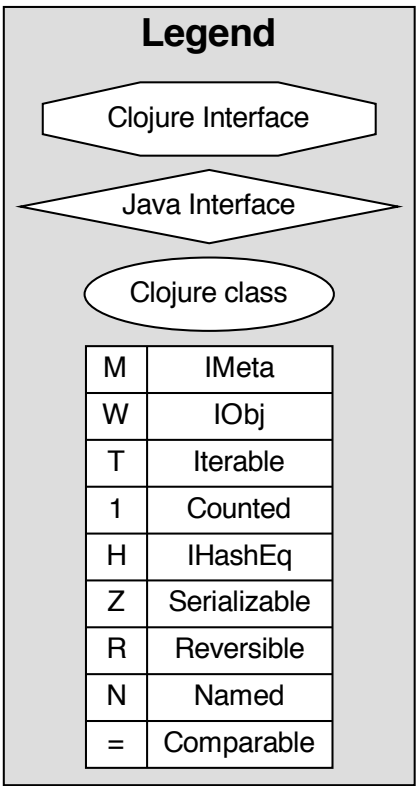 Legend
Clojure Interface
Java Interface
Clojure class
M IMeta
W IObj
T Iterable
1 Counted
H IHashEq
Z Serializable
R Reversible
N Named
= Comparable